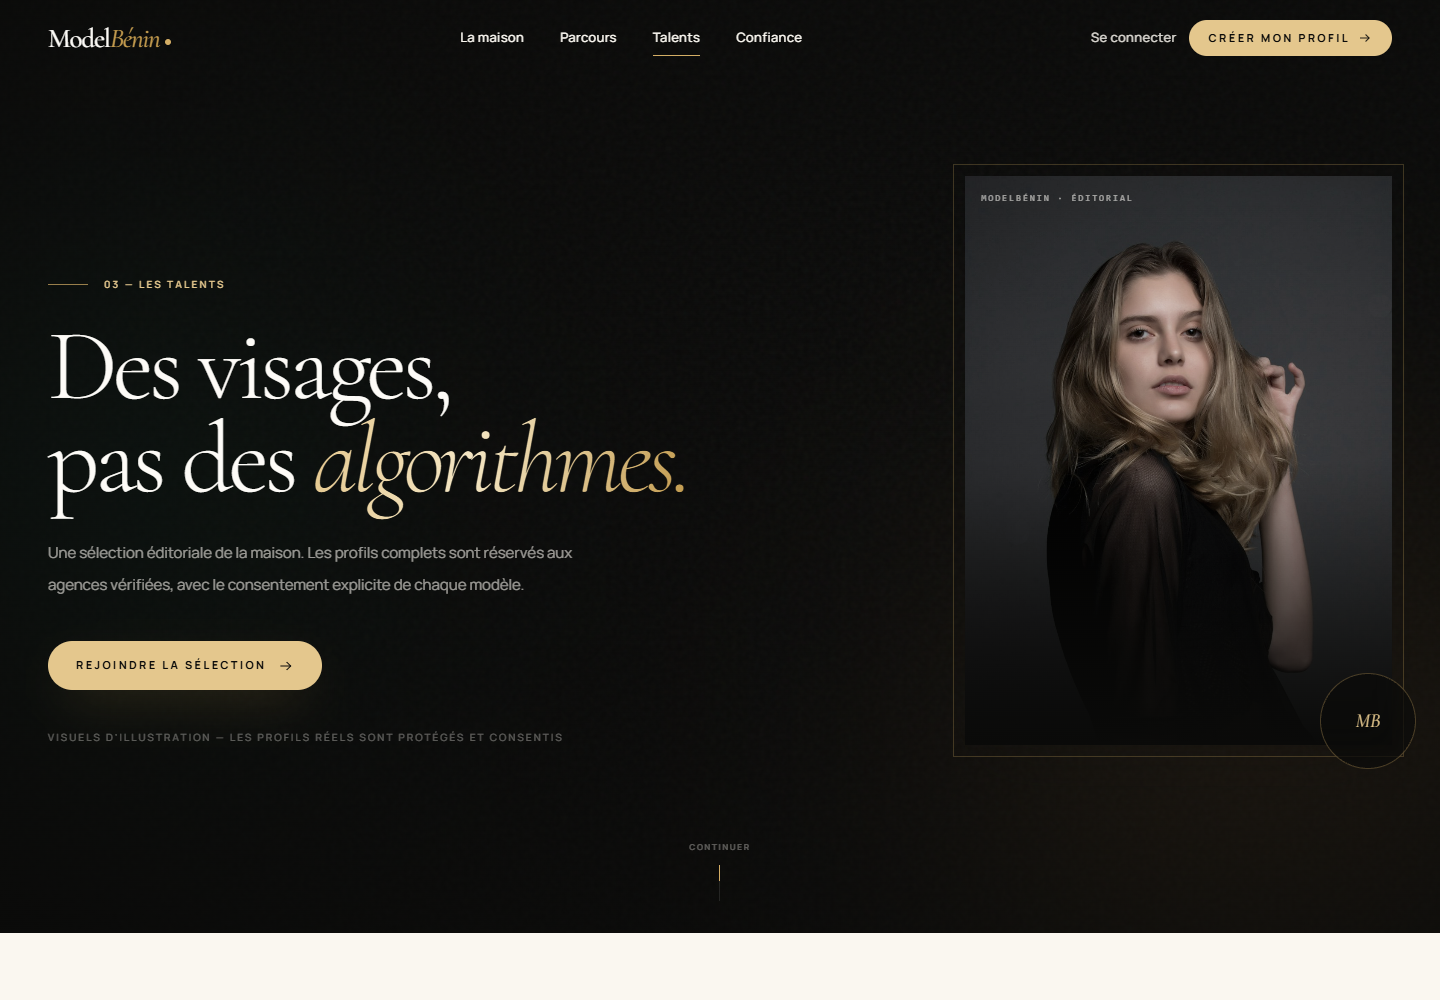 ModelBénin
La maison
Parcours
Talents
Confiance
Se connecter
CRÉER MON PROFIL →
MODELBÉNIN · ÉDITORIAL
03 — LES TALENTS
Des visages,
pas des algorithmes.
Une sélection éditoriale de la maison. Les profils complets sont réservés aux
agences vérifiées, avec le consentement explicite de chaque modèle.
REJOINDRE LA SÉLECTION →
VISUELS D'ILLUSTRATION — LES PROFILS RÉELS SONT PROTÉGÉS ET CONSENTIS
MB
CONTINUER